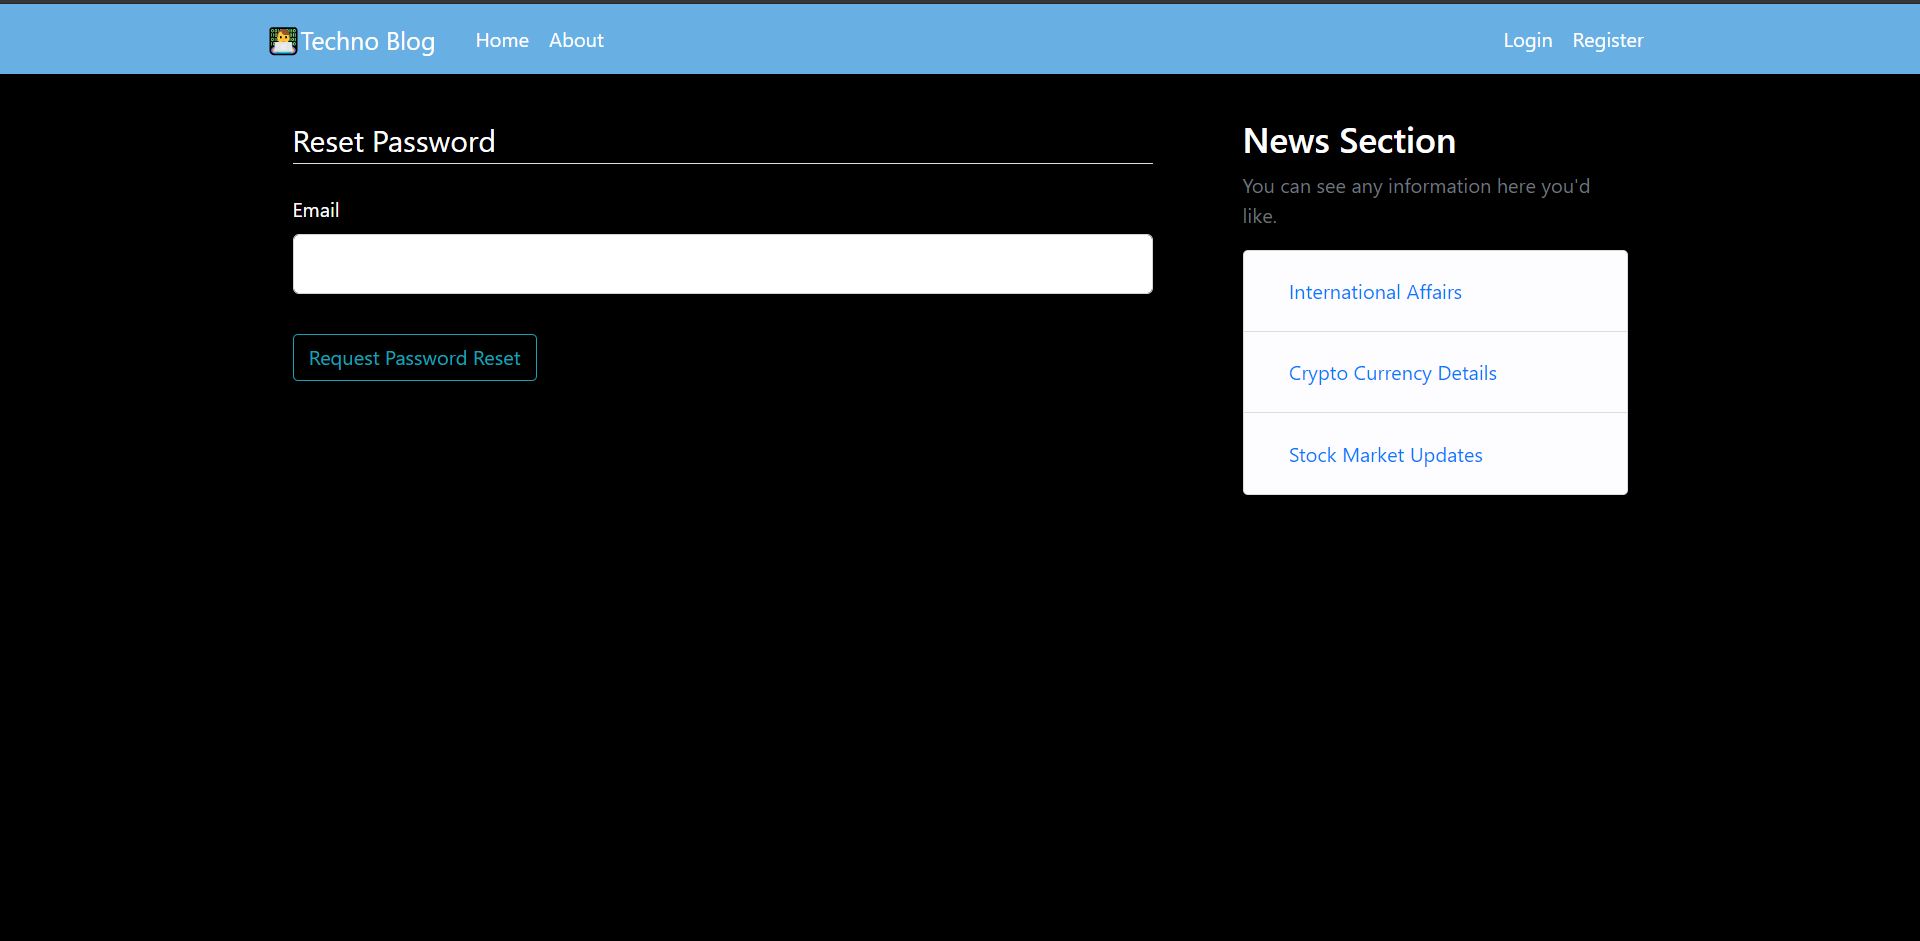 Techno Blog Home About Login Register
Reset Password
Email
Request Password Reset
News Section
You can see any information here you'd
like.
International Affairs
Crypto Currency Details
Stock Market Updates